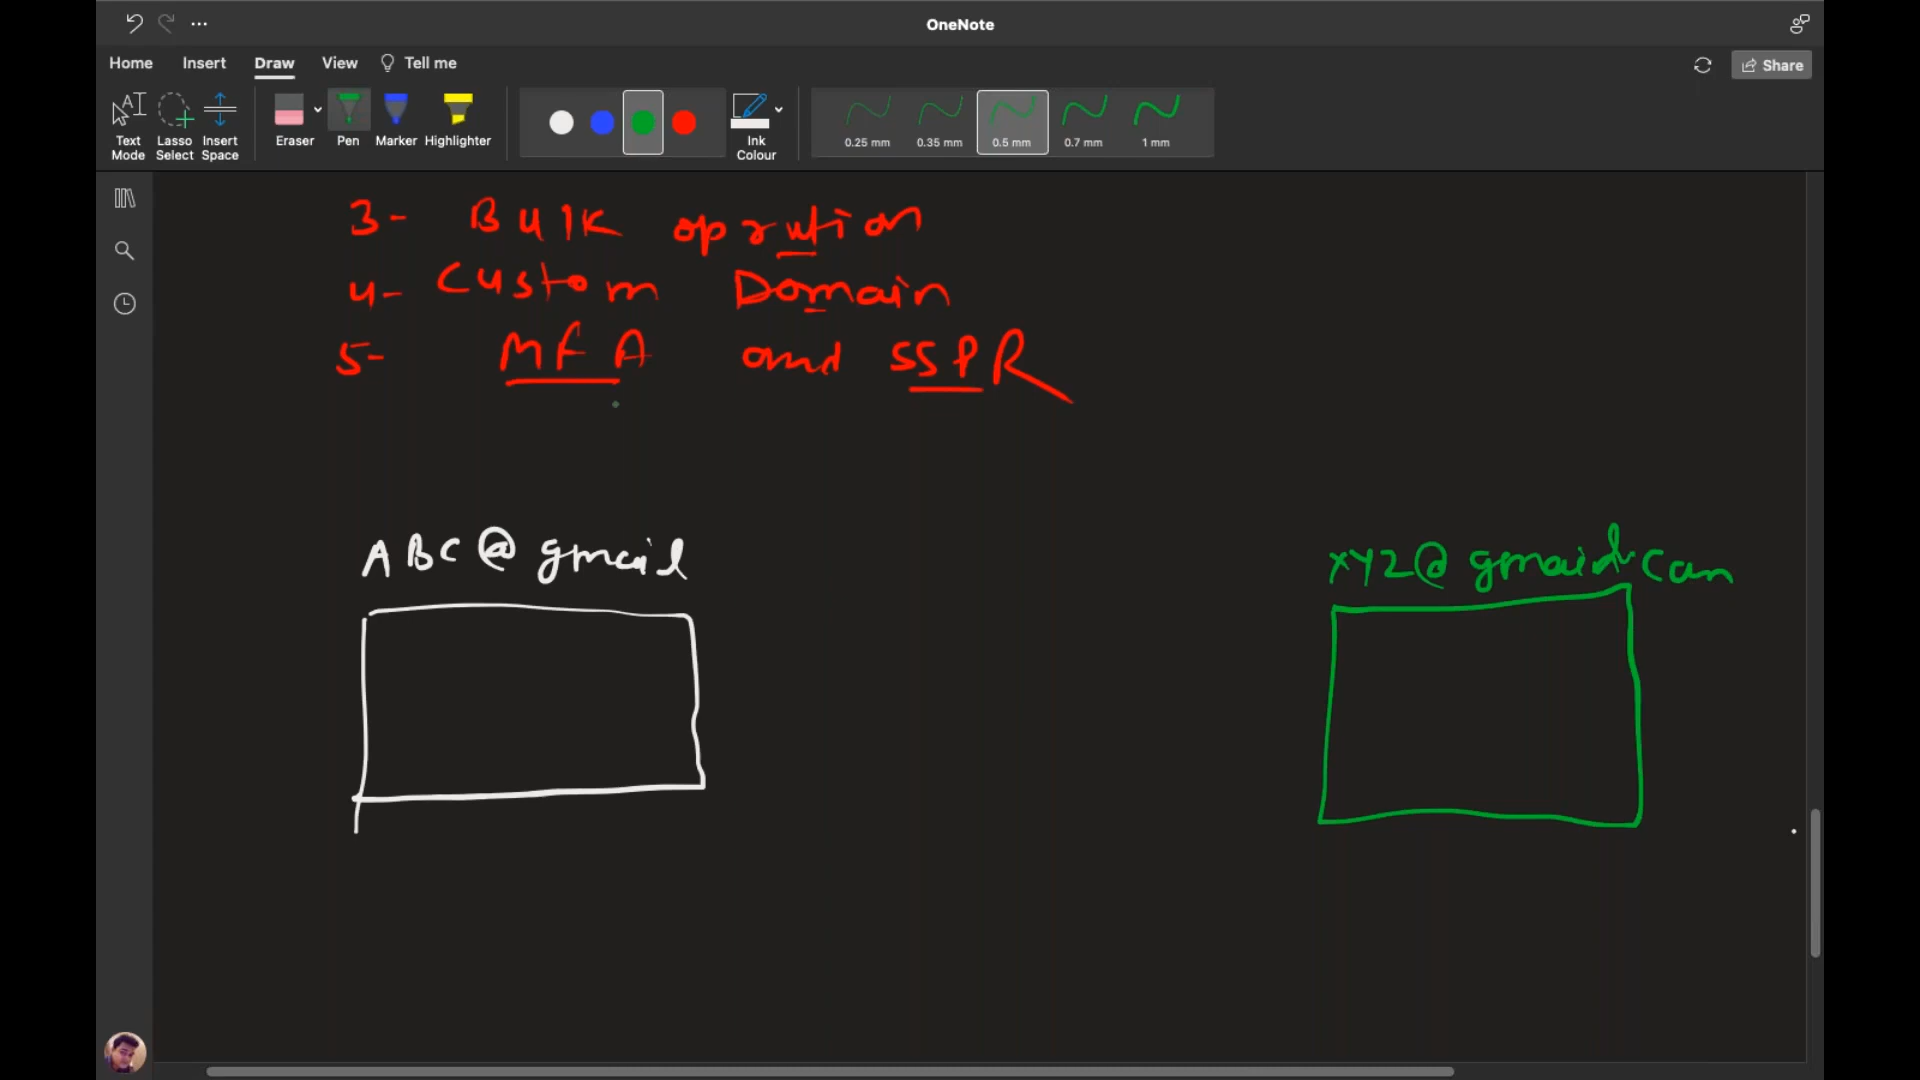 OneNote
Home Insert Draw View Tell me
Share
Text Mode
Lasso Select
Insert Space
Eraser
Pen
Marker
Highlighter
Ink Colour
0.25 mm
0.35 mm
0.5 mm
0.7 mm
1 mm
3- Bulk opration
4- Custom Domain
5- MFA and SSPR
ABC@gmail
XYZ@gmail.com